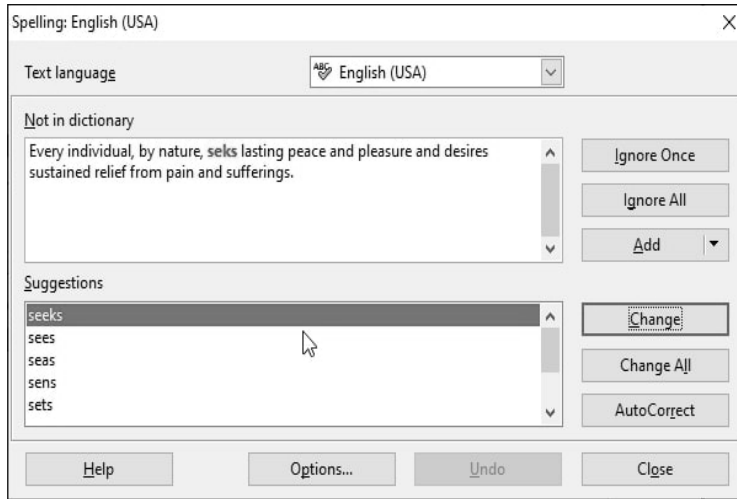 Spelling: English (USA)
Text language
ABC English (USA)
Not in dictionary
Every individual, by nature, seks lasting peace and pleasure and desires
sustained relief from pain and sufferings.
Ignore Once
Ignore All
Add
Suggestions
seeks
sees
seas
sens
sets
Change
Change All
AutoCorrect
Help
Options...
Undo
Close